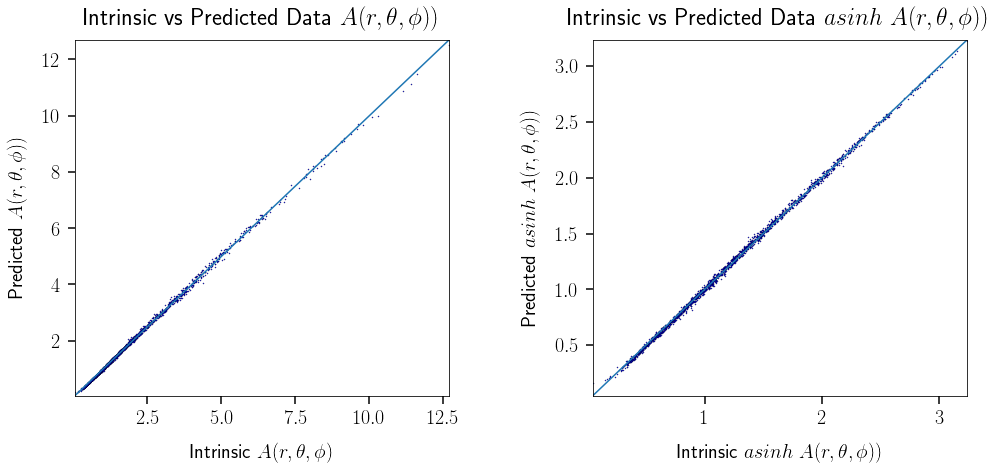 Intrinsic vs Predicted Data A(r, θ, ϕ))
Predicted A(r, θ, ϕ))
12
10
8
6
4
2
2.5 5.0 7.5 10.0 12.5
Intrinsic A(r, θ, ϕ)
Intrinsic vs Predicted Data asinh A(r, θ, ϕ))
Predicted asinh A(r, θ, ϕ))
3.0
2.5
2.0
1.5
1.0
0.5
1 2 3
Intrinsic asinh A(r, θ, ϕ))